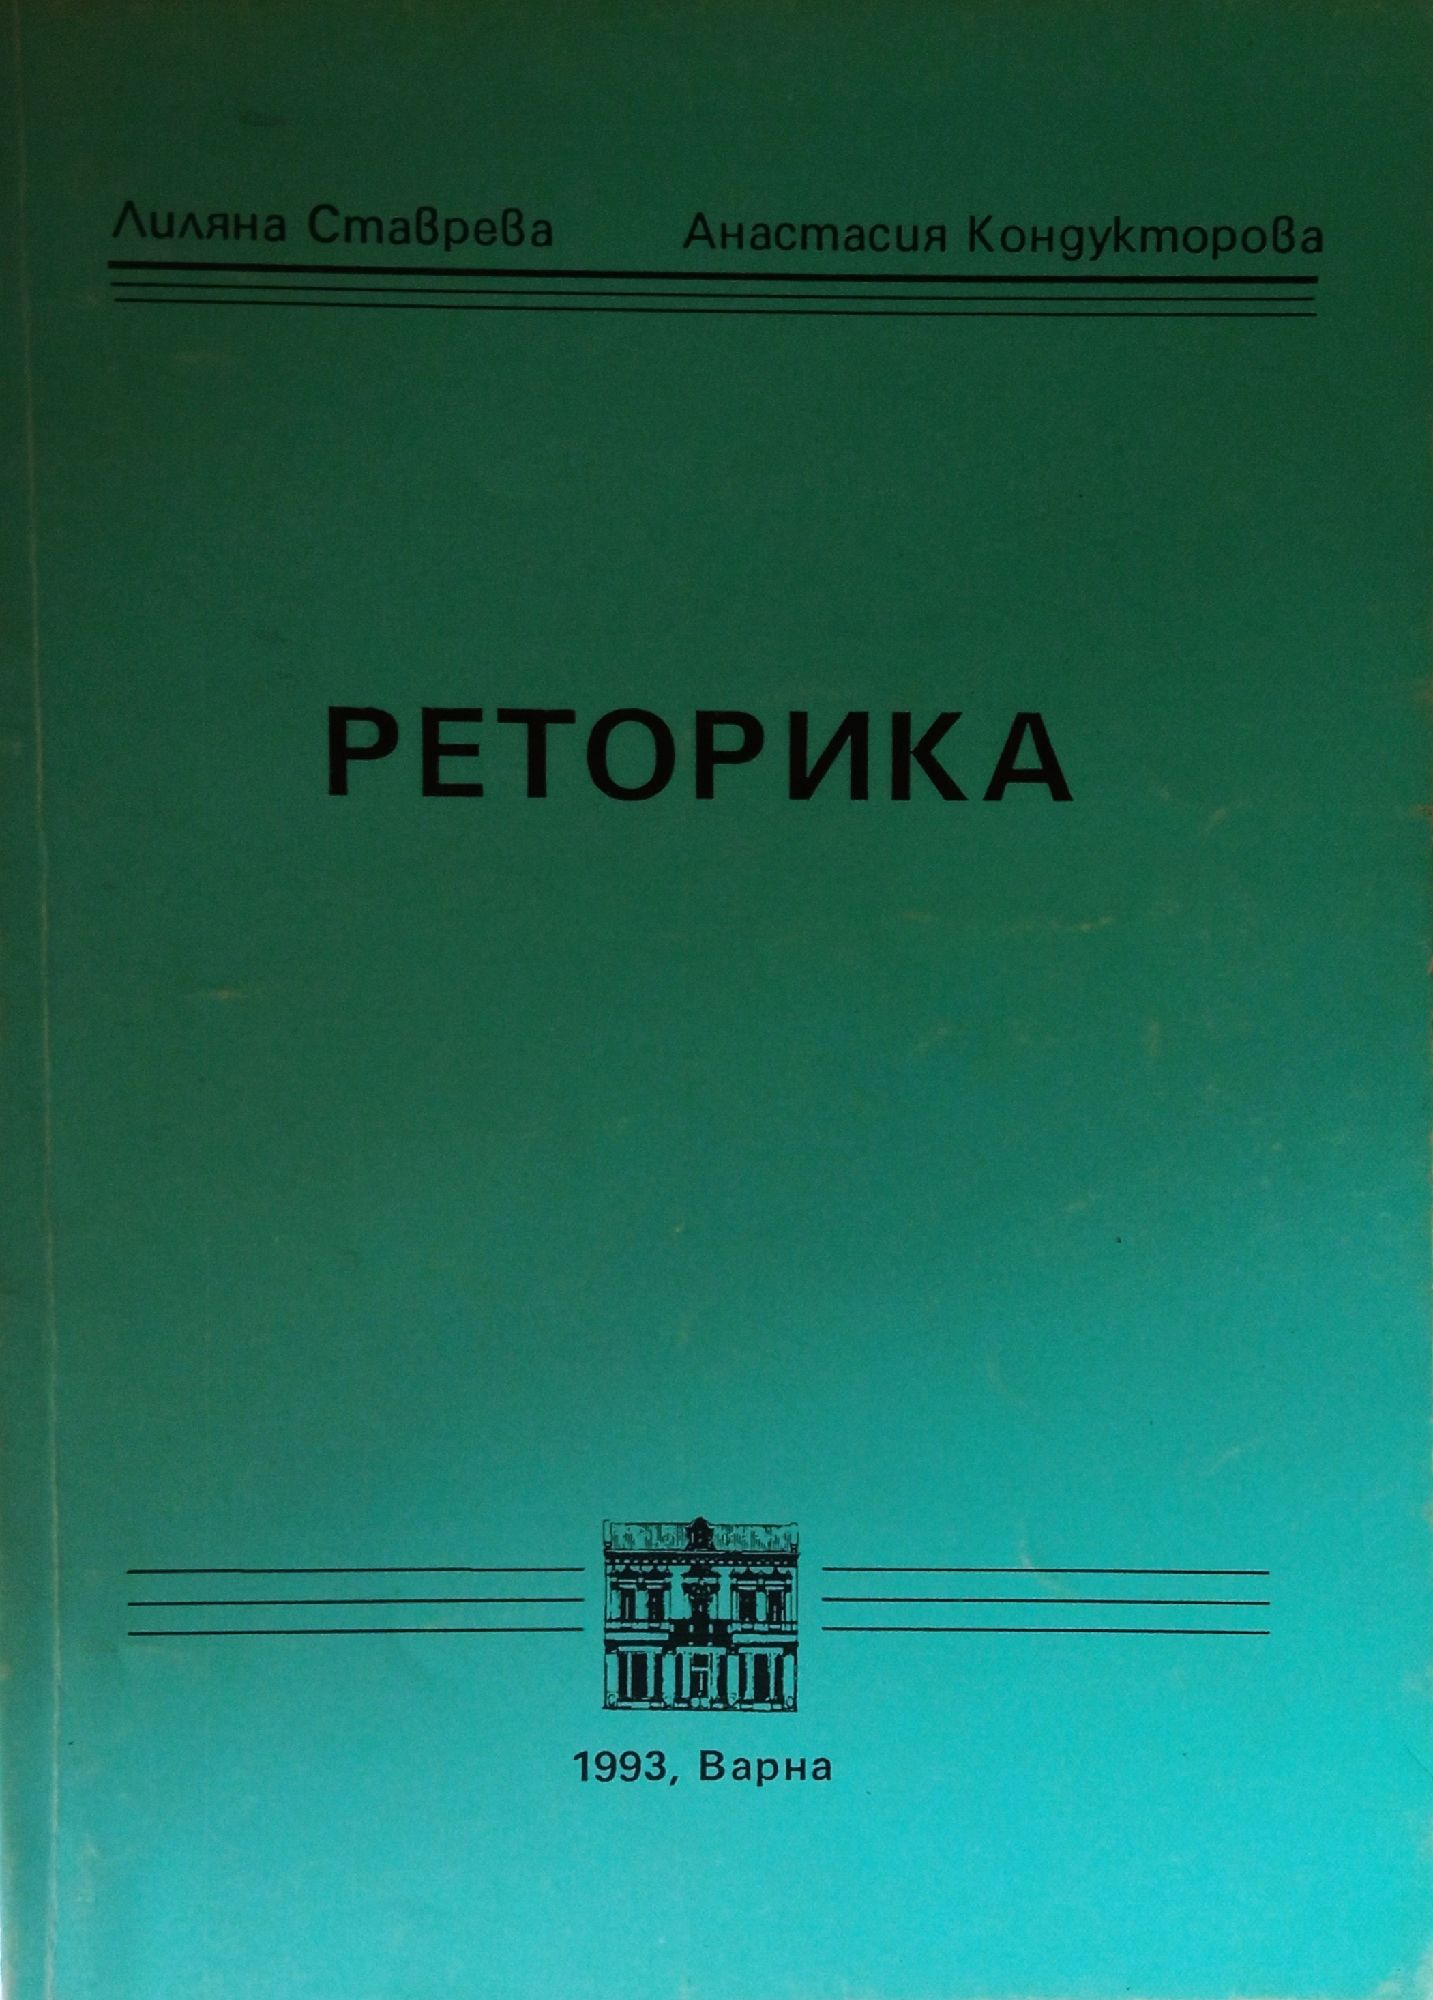 Лиляна Ставрева Анастасия Кондукторова
РЕТОРИКА
1993, Варна